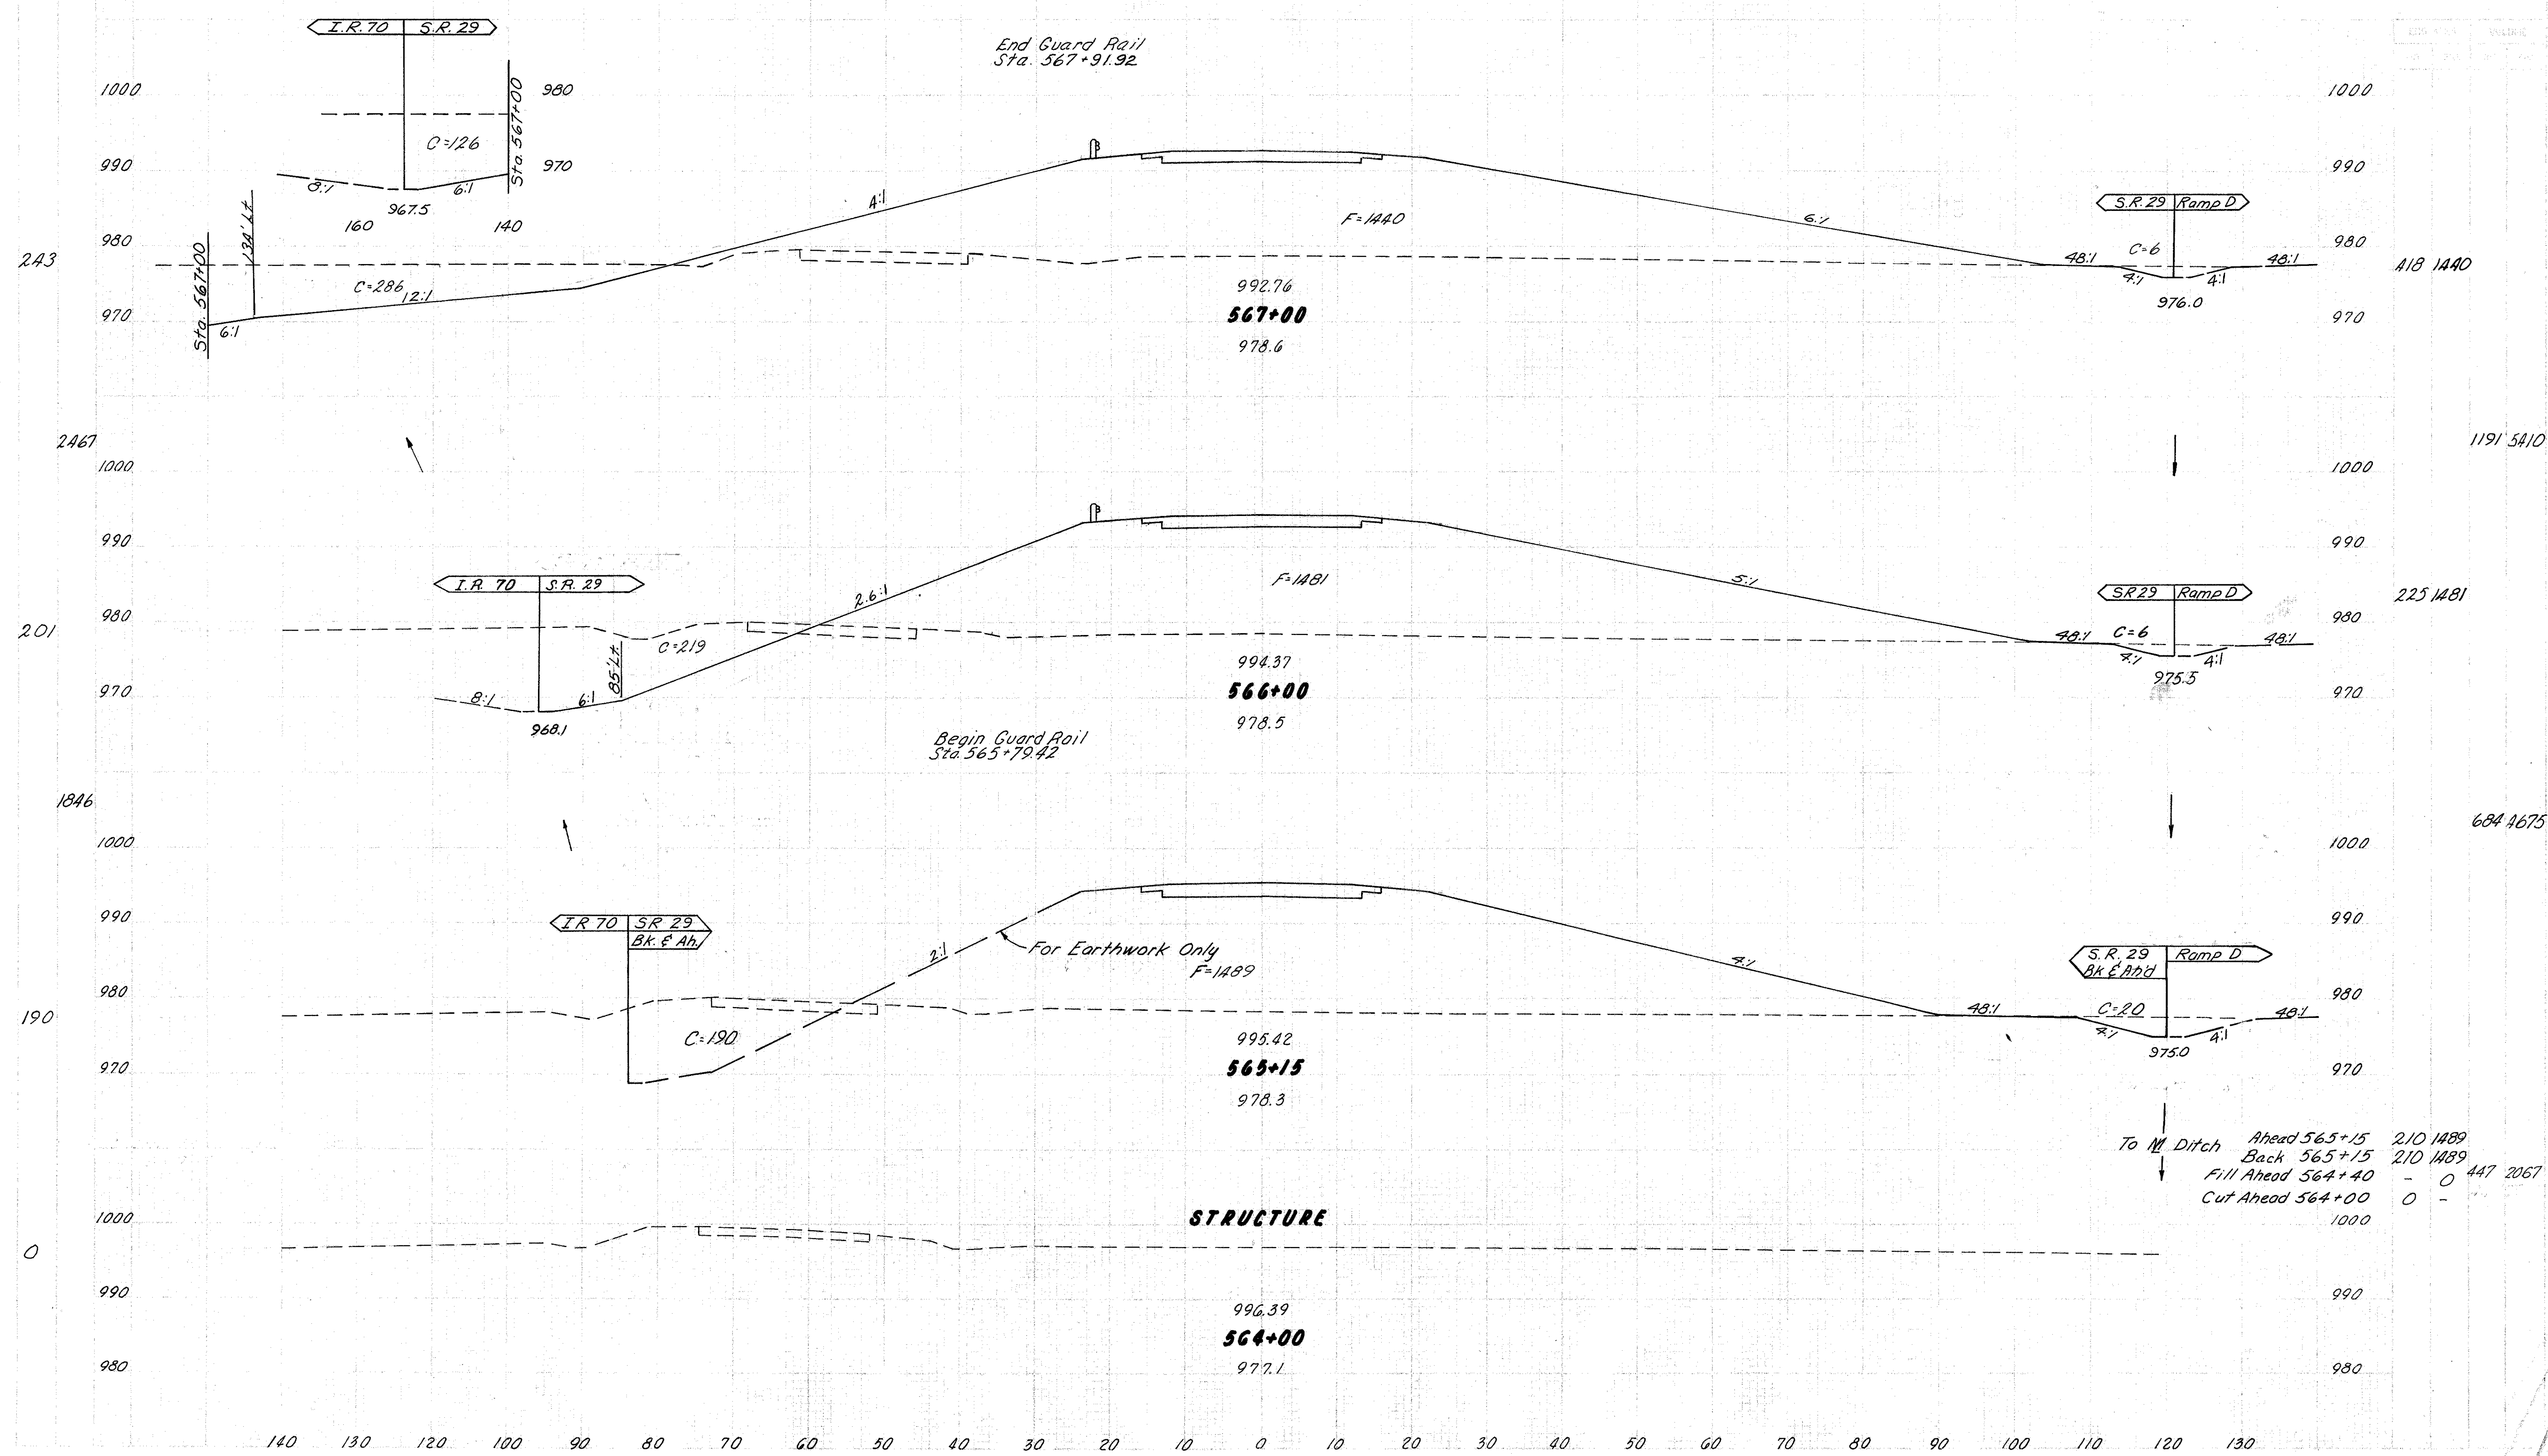 I.R. 70 S.R. 29
End Guard Rail
Sta. 567+91.92
1000 980 1000
Sta. 567+00
C=126
990 970 990
8:1 6:1
967.5
160 140
134' Lt.
4:1
F=1440
6:1
S.R. 29 Ramp D
980 980
243
Sta. 567+00
C=286
12:1
48:1 C=6 48:1
418 1440
4:1 4:1
992.76
976.0
970 567+00 970
6:1
978.6
2467 1191 5410
1000 1000
990 990
I.R. 70 S.R. 29
2.6:1
F=1481
5:1
S.R 29 Ramp D
225 1481
980 980
201
C=219
85' Lt.
48:1 C=6 48:1
4:1 4:1
994.37
975.5
970 566+00 970
8:1 6:1
968.1
978.5
Begin Guard Rail
Sta. 565+79.42
1846
684 4675
1000 1000
990 990
I R 70 S R 29
Bk. & Ah.
2:1
For Earthwork Only
F=1489
4:1
S.R. 29 Ramp D
Bk & Ah'd
980 980
190
48:1 C=20 48:1
4:1 4:1
C=190
995.42
975.0
970 565+15 970
978.3
To M Ditch
Ahead 565+15 210 1489
Back 565+15 210 1489
Fill Ahead 564+40 - 0 447 2067
Cut Ahead 564+00 0 -
1000 STRUCTURE 1000
0
990 990
996.39
564+00
980 977.1 980
140 130 120 100 90 80 70 60 50 40 30 20 10 0 10 20 30 40 50 60 70 80 90 100 110 120 130